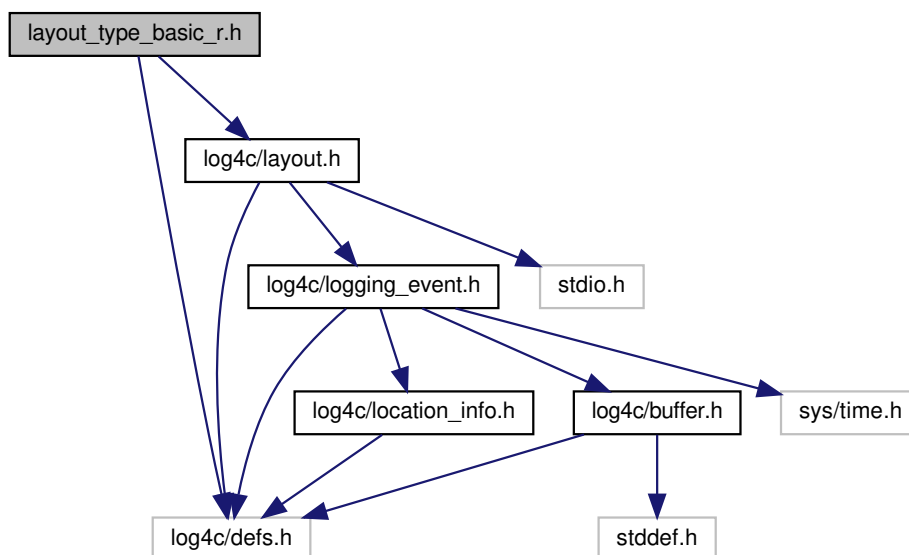 layout_type_basic_r.h
log4c/layout.h
log4c/logging_event.h
stdio.h
log4c/location_info.h
log4c/buffer.h
sys/time.h
log4c/defs.h
stddef.h